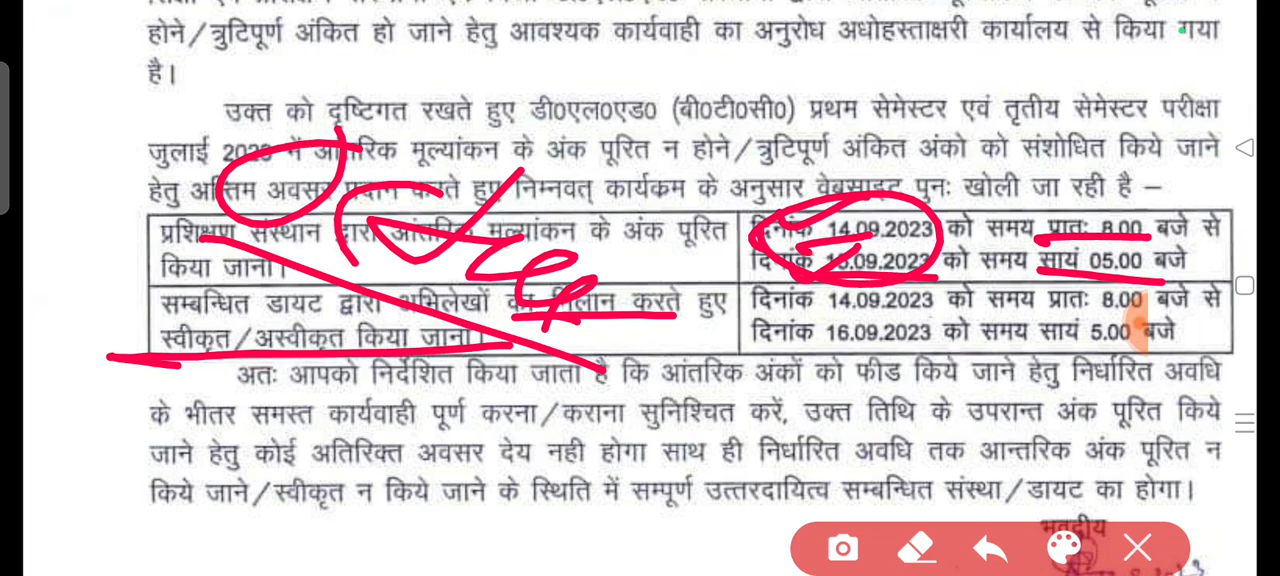 होने/त्रुटिपूर्ण अंकित हो जाने हेतु आवश्यक कार्यवाही का अनुरोध अधोहस्ताक्षरी कार्यालय से किया गया
है।
उक्त को दृष्टिगत रखते हुए डी0एल0एड0 (बी0टी0सी0) प्रथम सेमेस्टर एवं तृतीय सेमेस्टर परीक्षा
जुलाई 2023 में आंतरिक मूल्यांकन के अंक पूरित न होने/त्रुटिपूर्ण अंकित अंको को संशोधित किये जाने
हेतु अन्तिम अवसर प्रदान करते हुए निम्नवत् कार्यकम के अनुसार वेबसाइट पुनः खोली जा रही है –
प्रशिक्षण संस्थान द्वारा आंतरिक मूल्यांकन के अंक पूरित
किया जाना।
दिनांक 14.09.2023 को समय प्रातः 8.00 बजे से
दिनांक .09.2023 को समय सायं 05.00 बजे
सम्बन्धित डायट द्वारा अभिलेखों का मिलान करते हुए
स्वीकृत/अस्वीकृत किया जाना।
दिनांक 14.09.2023 को समय प्रातः 8.00 बजे से
दिनांक 16.09.2023 को समय सायं 5.00 बजे
अतः आपको निर्देशित किया जाता है कि आंतरिक अंकों को फीड किये जाने हेतु निर्धारित अवधि
के भीतर समस्त कार्यवाही पूर्ण करना/कराना सुनिश्चित करें, उक्त तिथि के उपरान्त अंक पूरित किये
जाने हेतु कोई अतिरिक्त अवसर देय नही होगा साथ ही निर्धारित अवधि तक आन्तरिक अंक पूरित न
किये जाने/स्वीकृत न किये जाने के स्थिति में सम्पूर्ण उत्तरदायित्व सम्बन्धित संस्था/डायट का होगा।
भवदीय